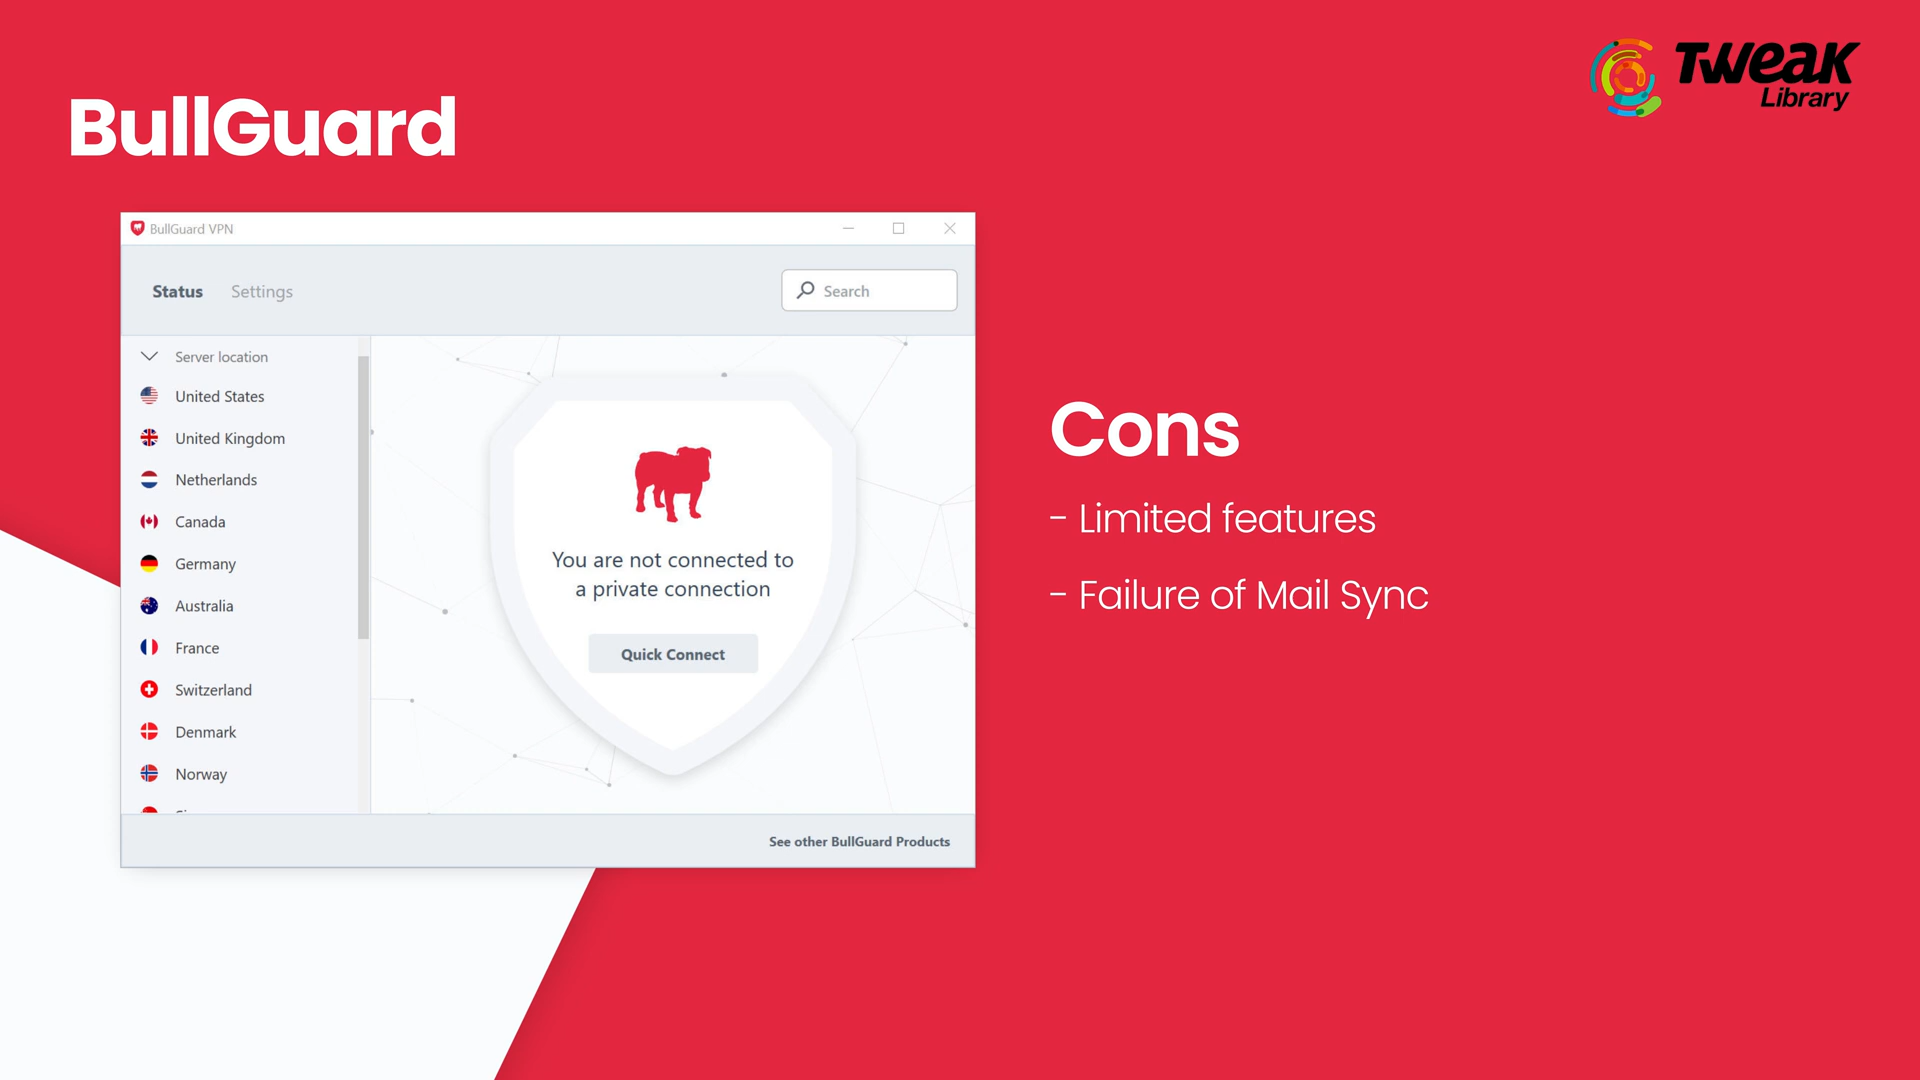 Tweak
Library
BullGuard
BullGuard VPN
Status
Settings
Search
Server location
United States
United Kingdom
Netherlands
Canada
Germany
Australia
France
Switzerland
Denmark
Norway
You are not connected to
a private connection
Quick Connect
See other BullGuard Products
Cons
- Limited features
- Failure of Mail Sync